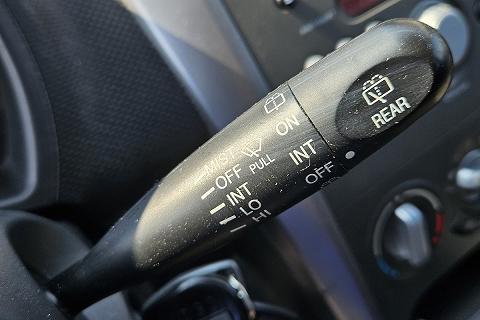 REAR
ON
INT
OFF
MIST
PULL
OFF
INT
LO
HI